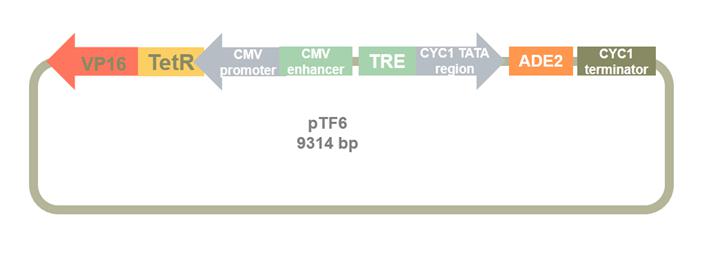 VP16
TetR
CMV
promoter
CMV
enhancer
TRE
CYC1 TATA
region
ADE2
CYC1
terminator
pTF6
9314 bp